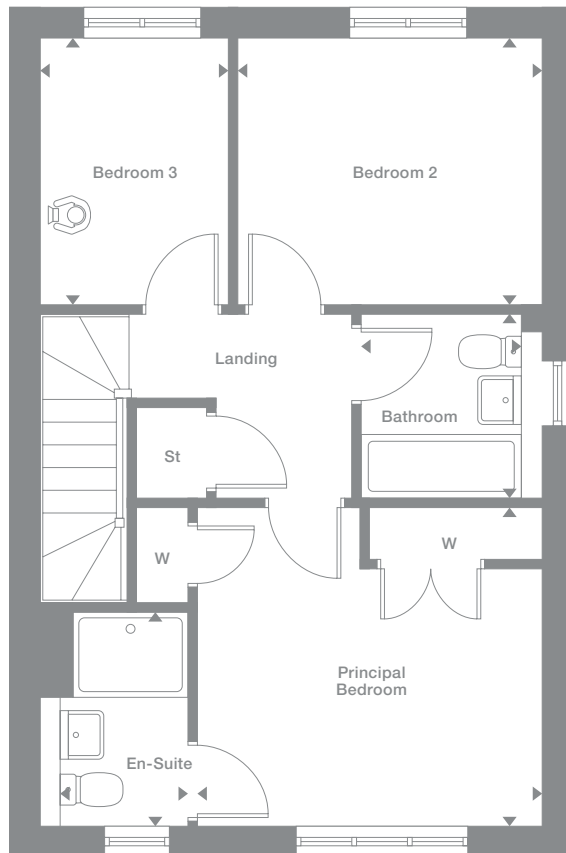 Bedroom 3
Bedroom 2
Landing
Bathroom
St
W
W
Principal
Bedroom
En-Suite